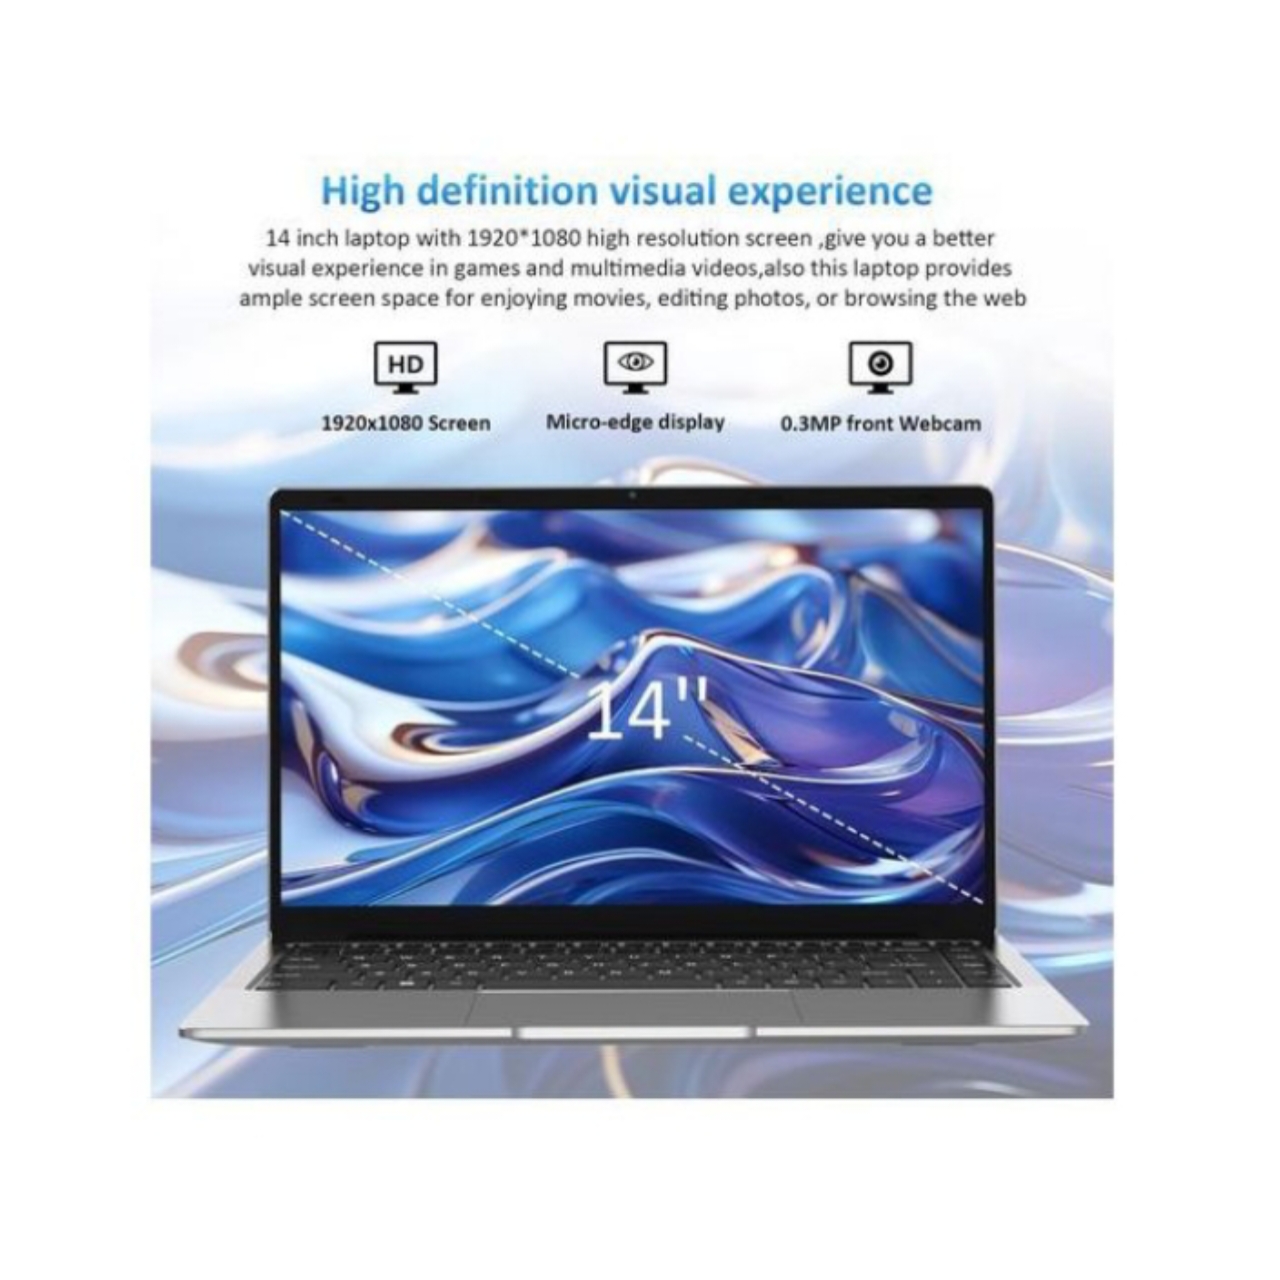 High definition visual experience
14 inch laptop with 1920*1080 high resolution screen ,give you a better
visual experience in games and multimedia videos,also this laptop provides
ample screen space for enjoying movies, editing photos, or browsing the web
HD
1920x1080 Screen
Micro-edge display
0.3MP front Webcam
14''